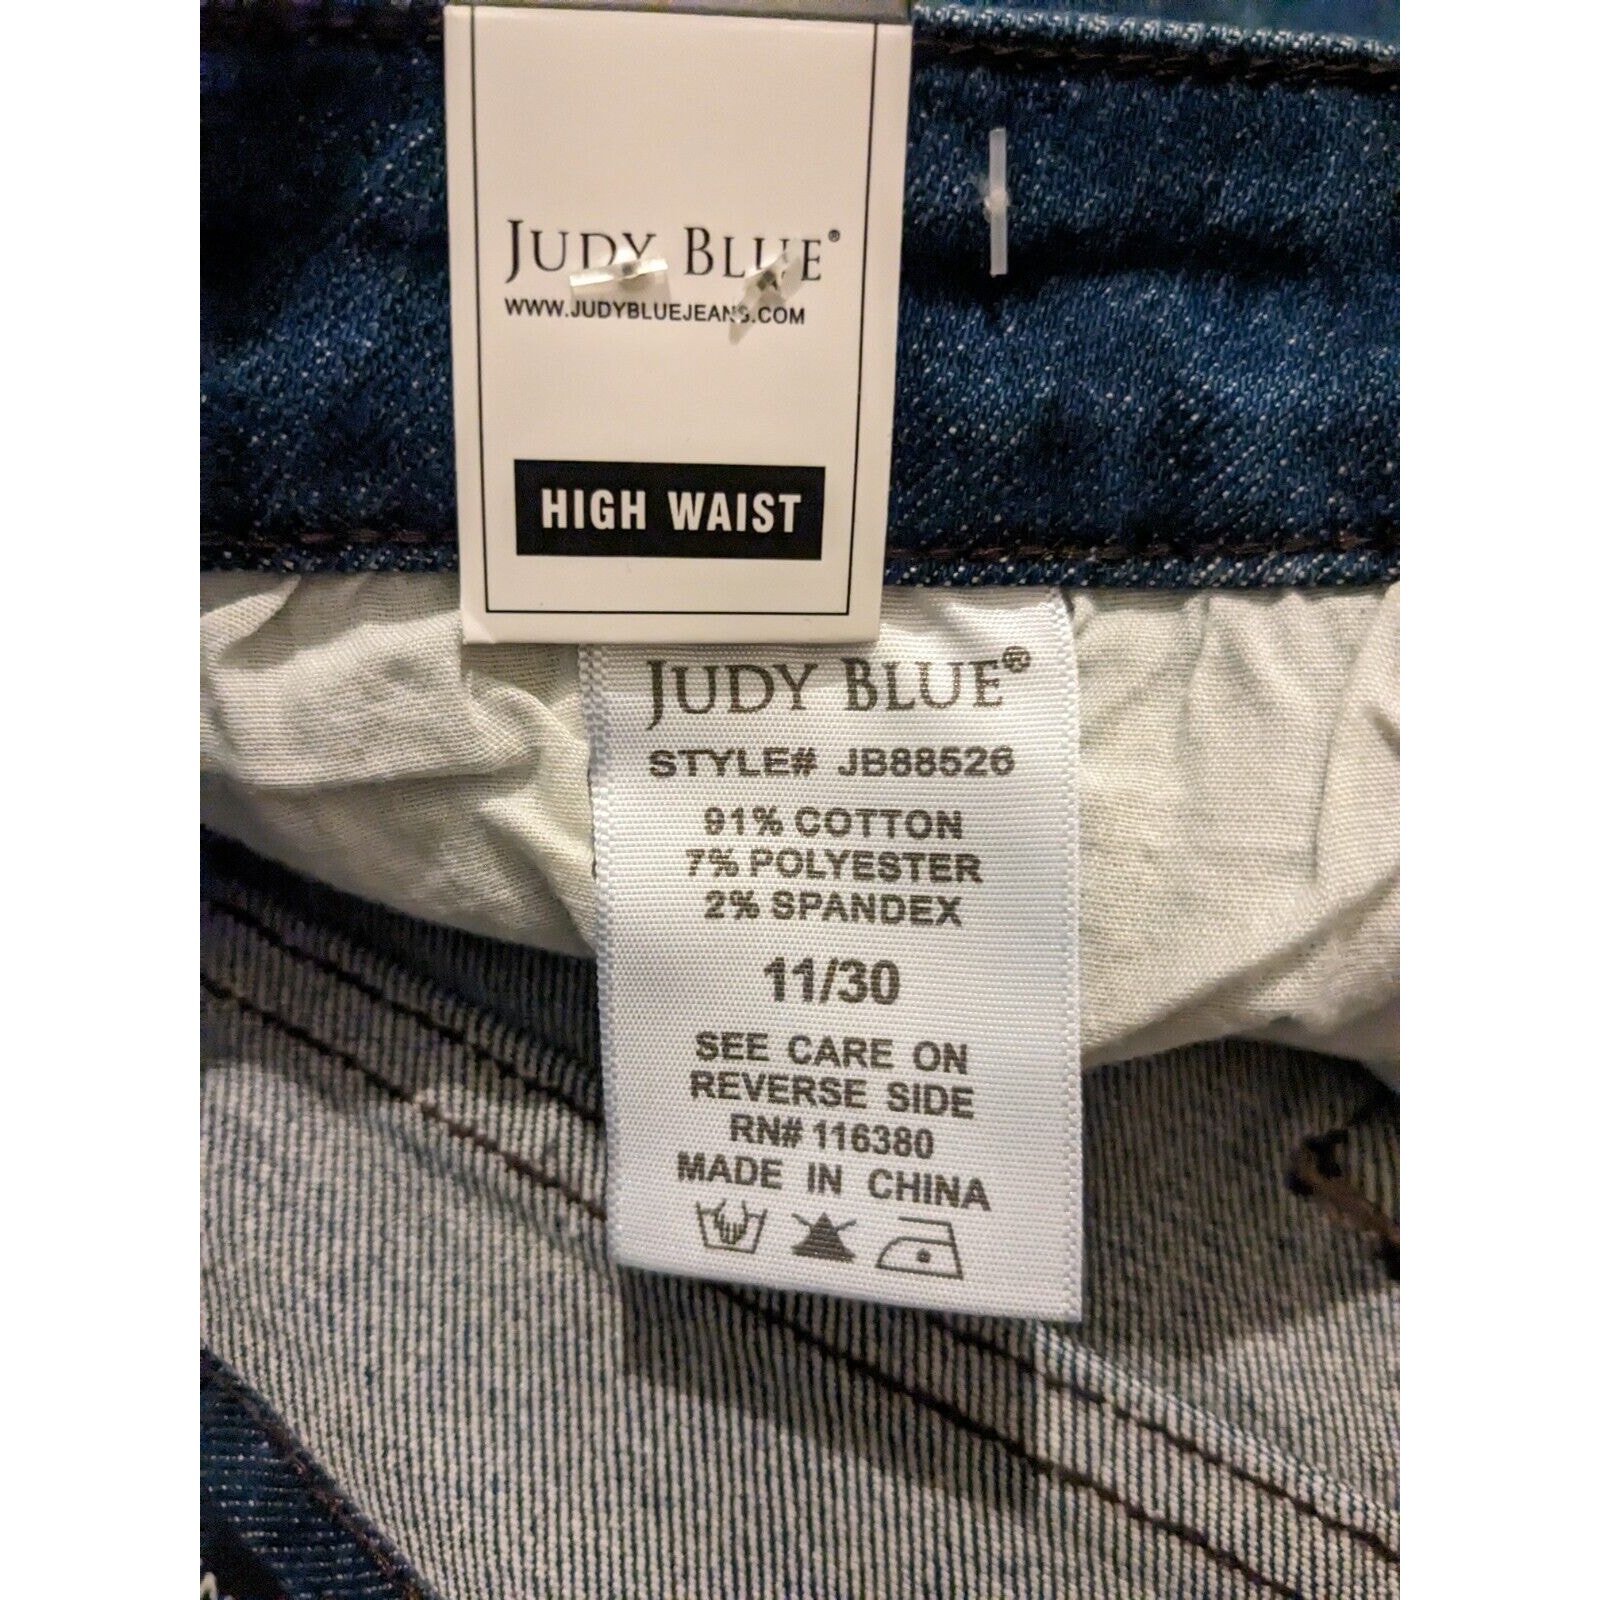 JUDY BLUE®
WWW.JUDYBLUEJEANS.COM
HIGH WAIST
JUDY BLUE®
STYLE# JB88526
91% COTTON
7% POLYESTER
2% SPANDEX
11/30
SEE CARE ON
REVERSE SIDE
RN# 116380
MADE IN CHINA